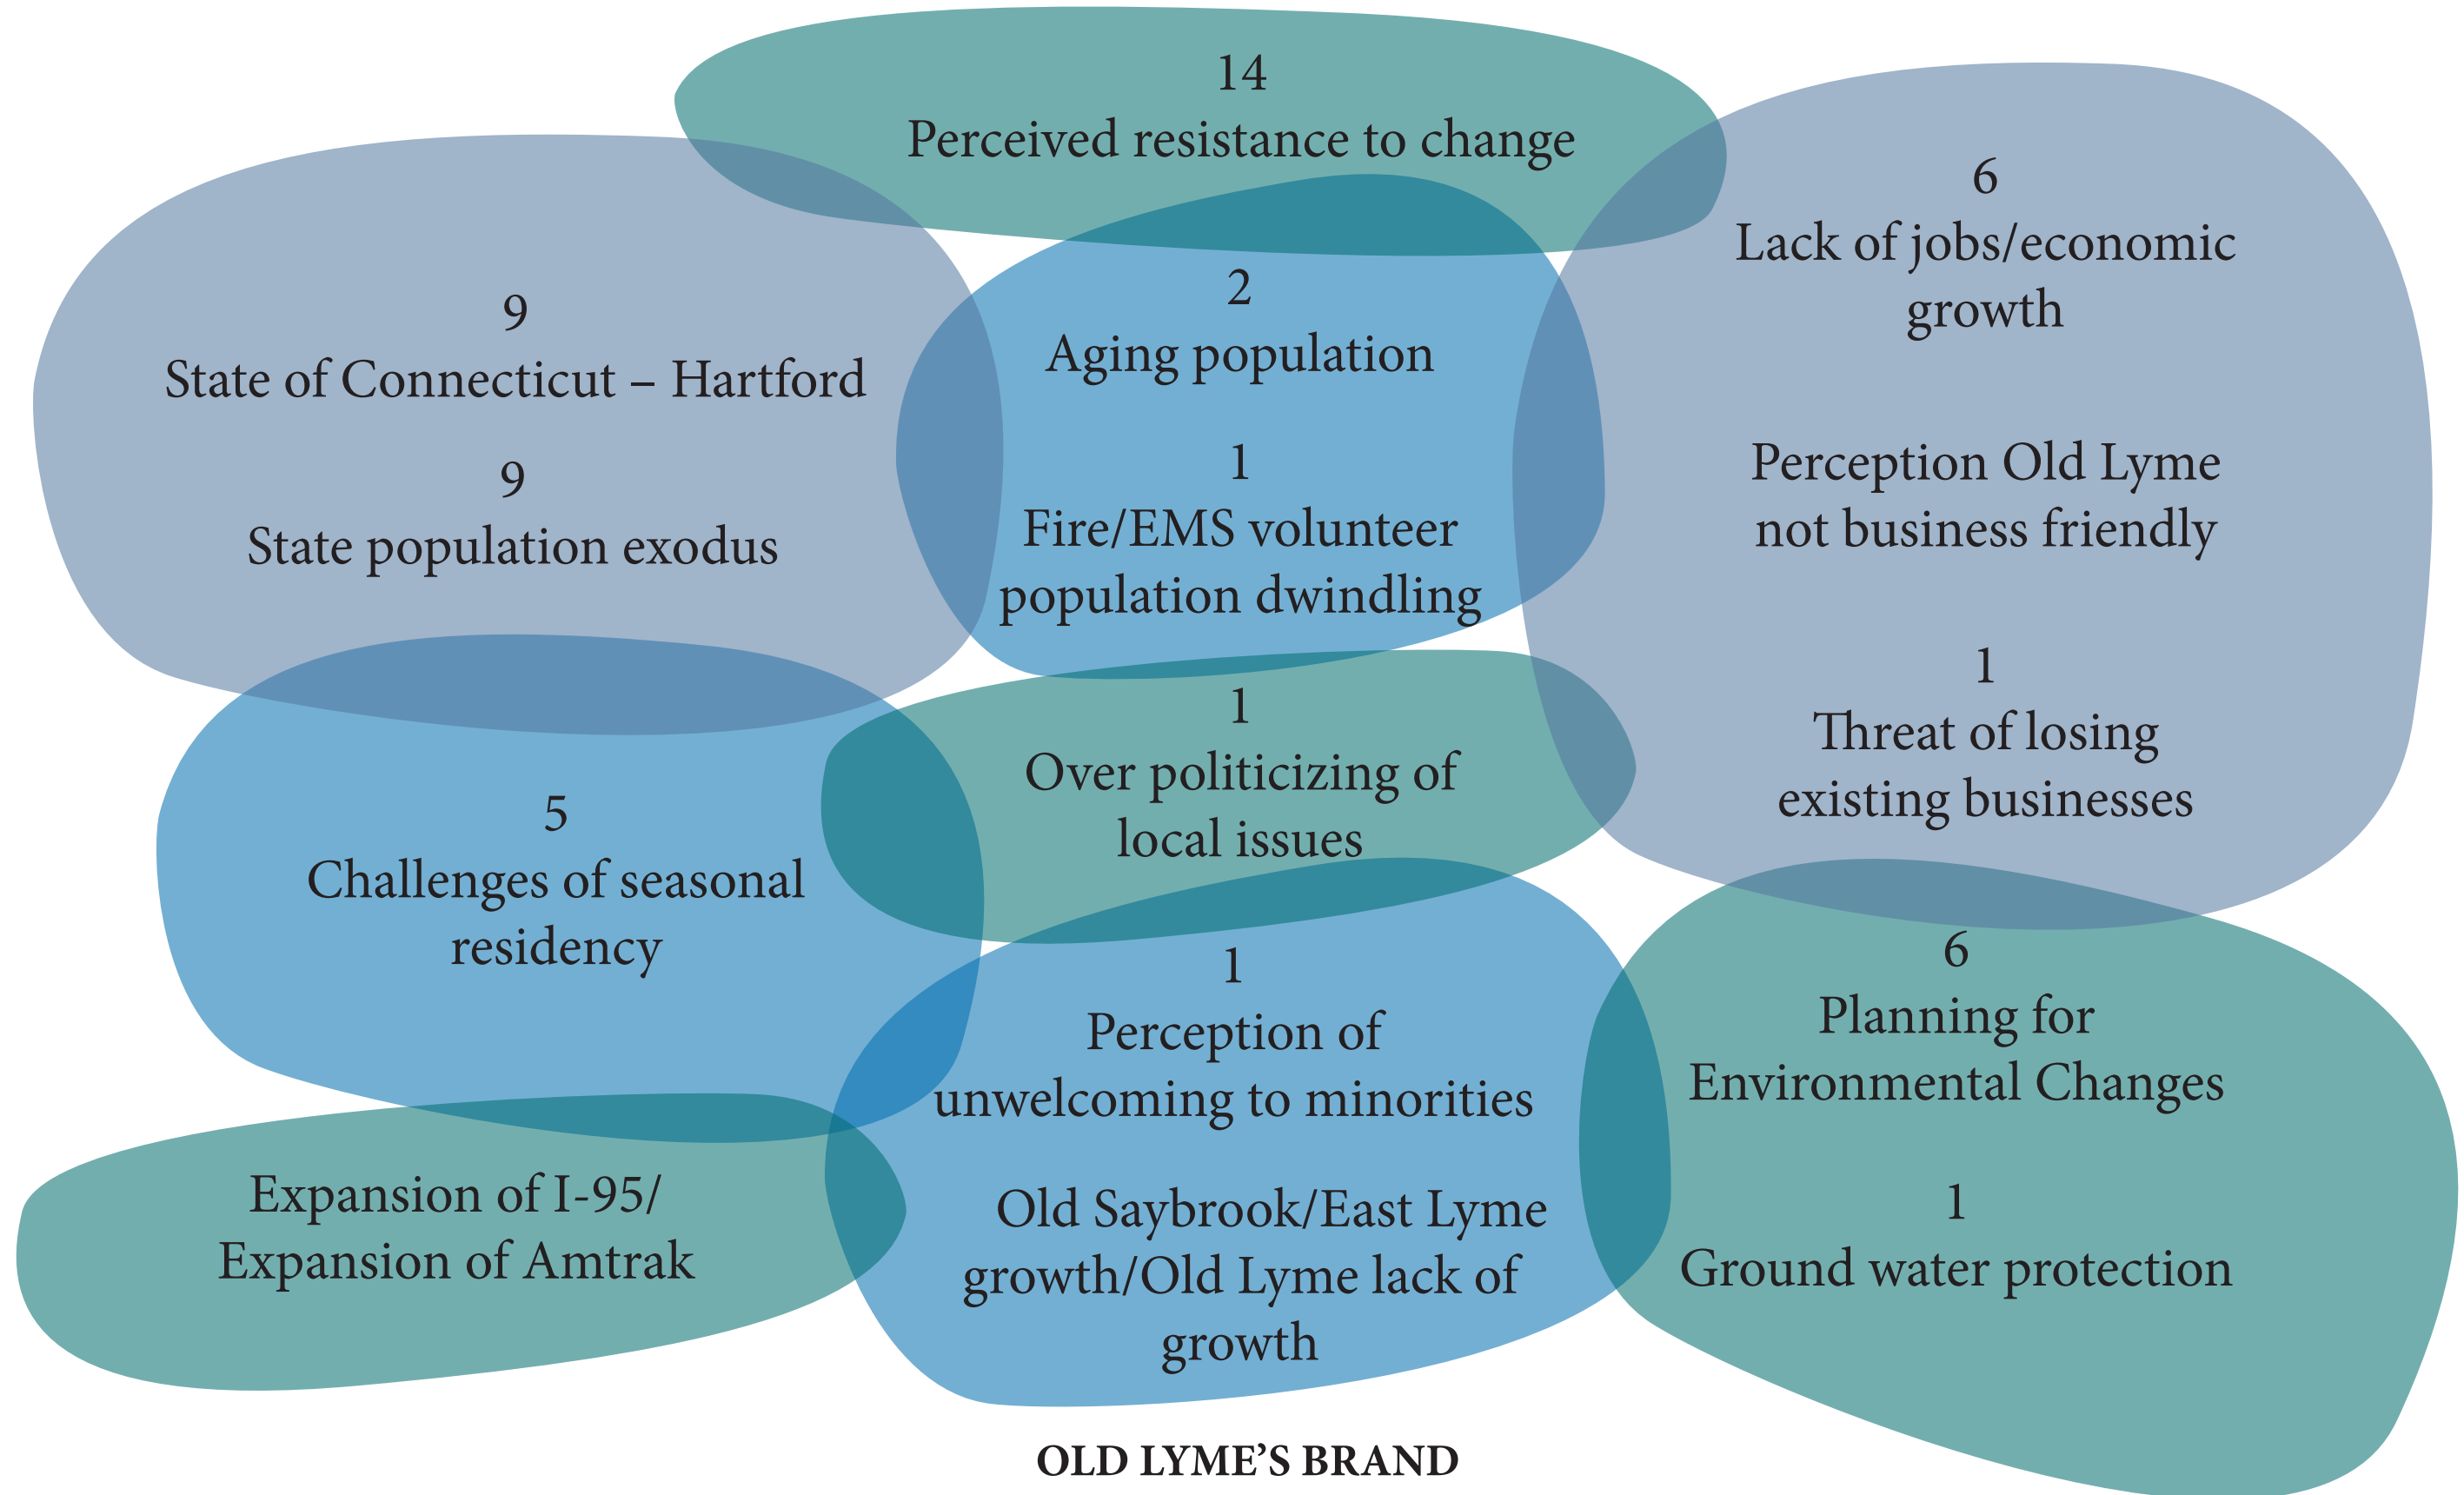 14
Perceived resistance to change
9
State of Connecticut – Hartford
9
State population exodus
2
Aging population
1
Fire/EMS volunteer
population dwindling
6
Lack of jobs/economic
growth
Perception Old Lyme
not business friendly
1
Threat of losing
existing businesses
5
Challenges of seasonal
residency
1
Over politicizing of
local issues
1
Perception of
unwelcoming to minorities
Old Saybrook/East Lyme
growth/Old Lyme lack of
growth
6
Planning for
Environmental Changes
1
Ground water protection
Expansion of I-95/
Expansion of Amtrak
OLD LYME’S BRAND